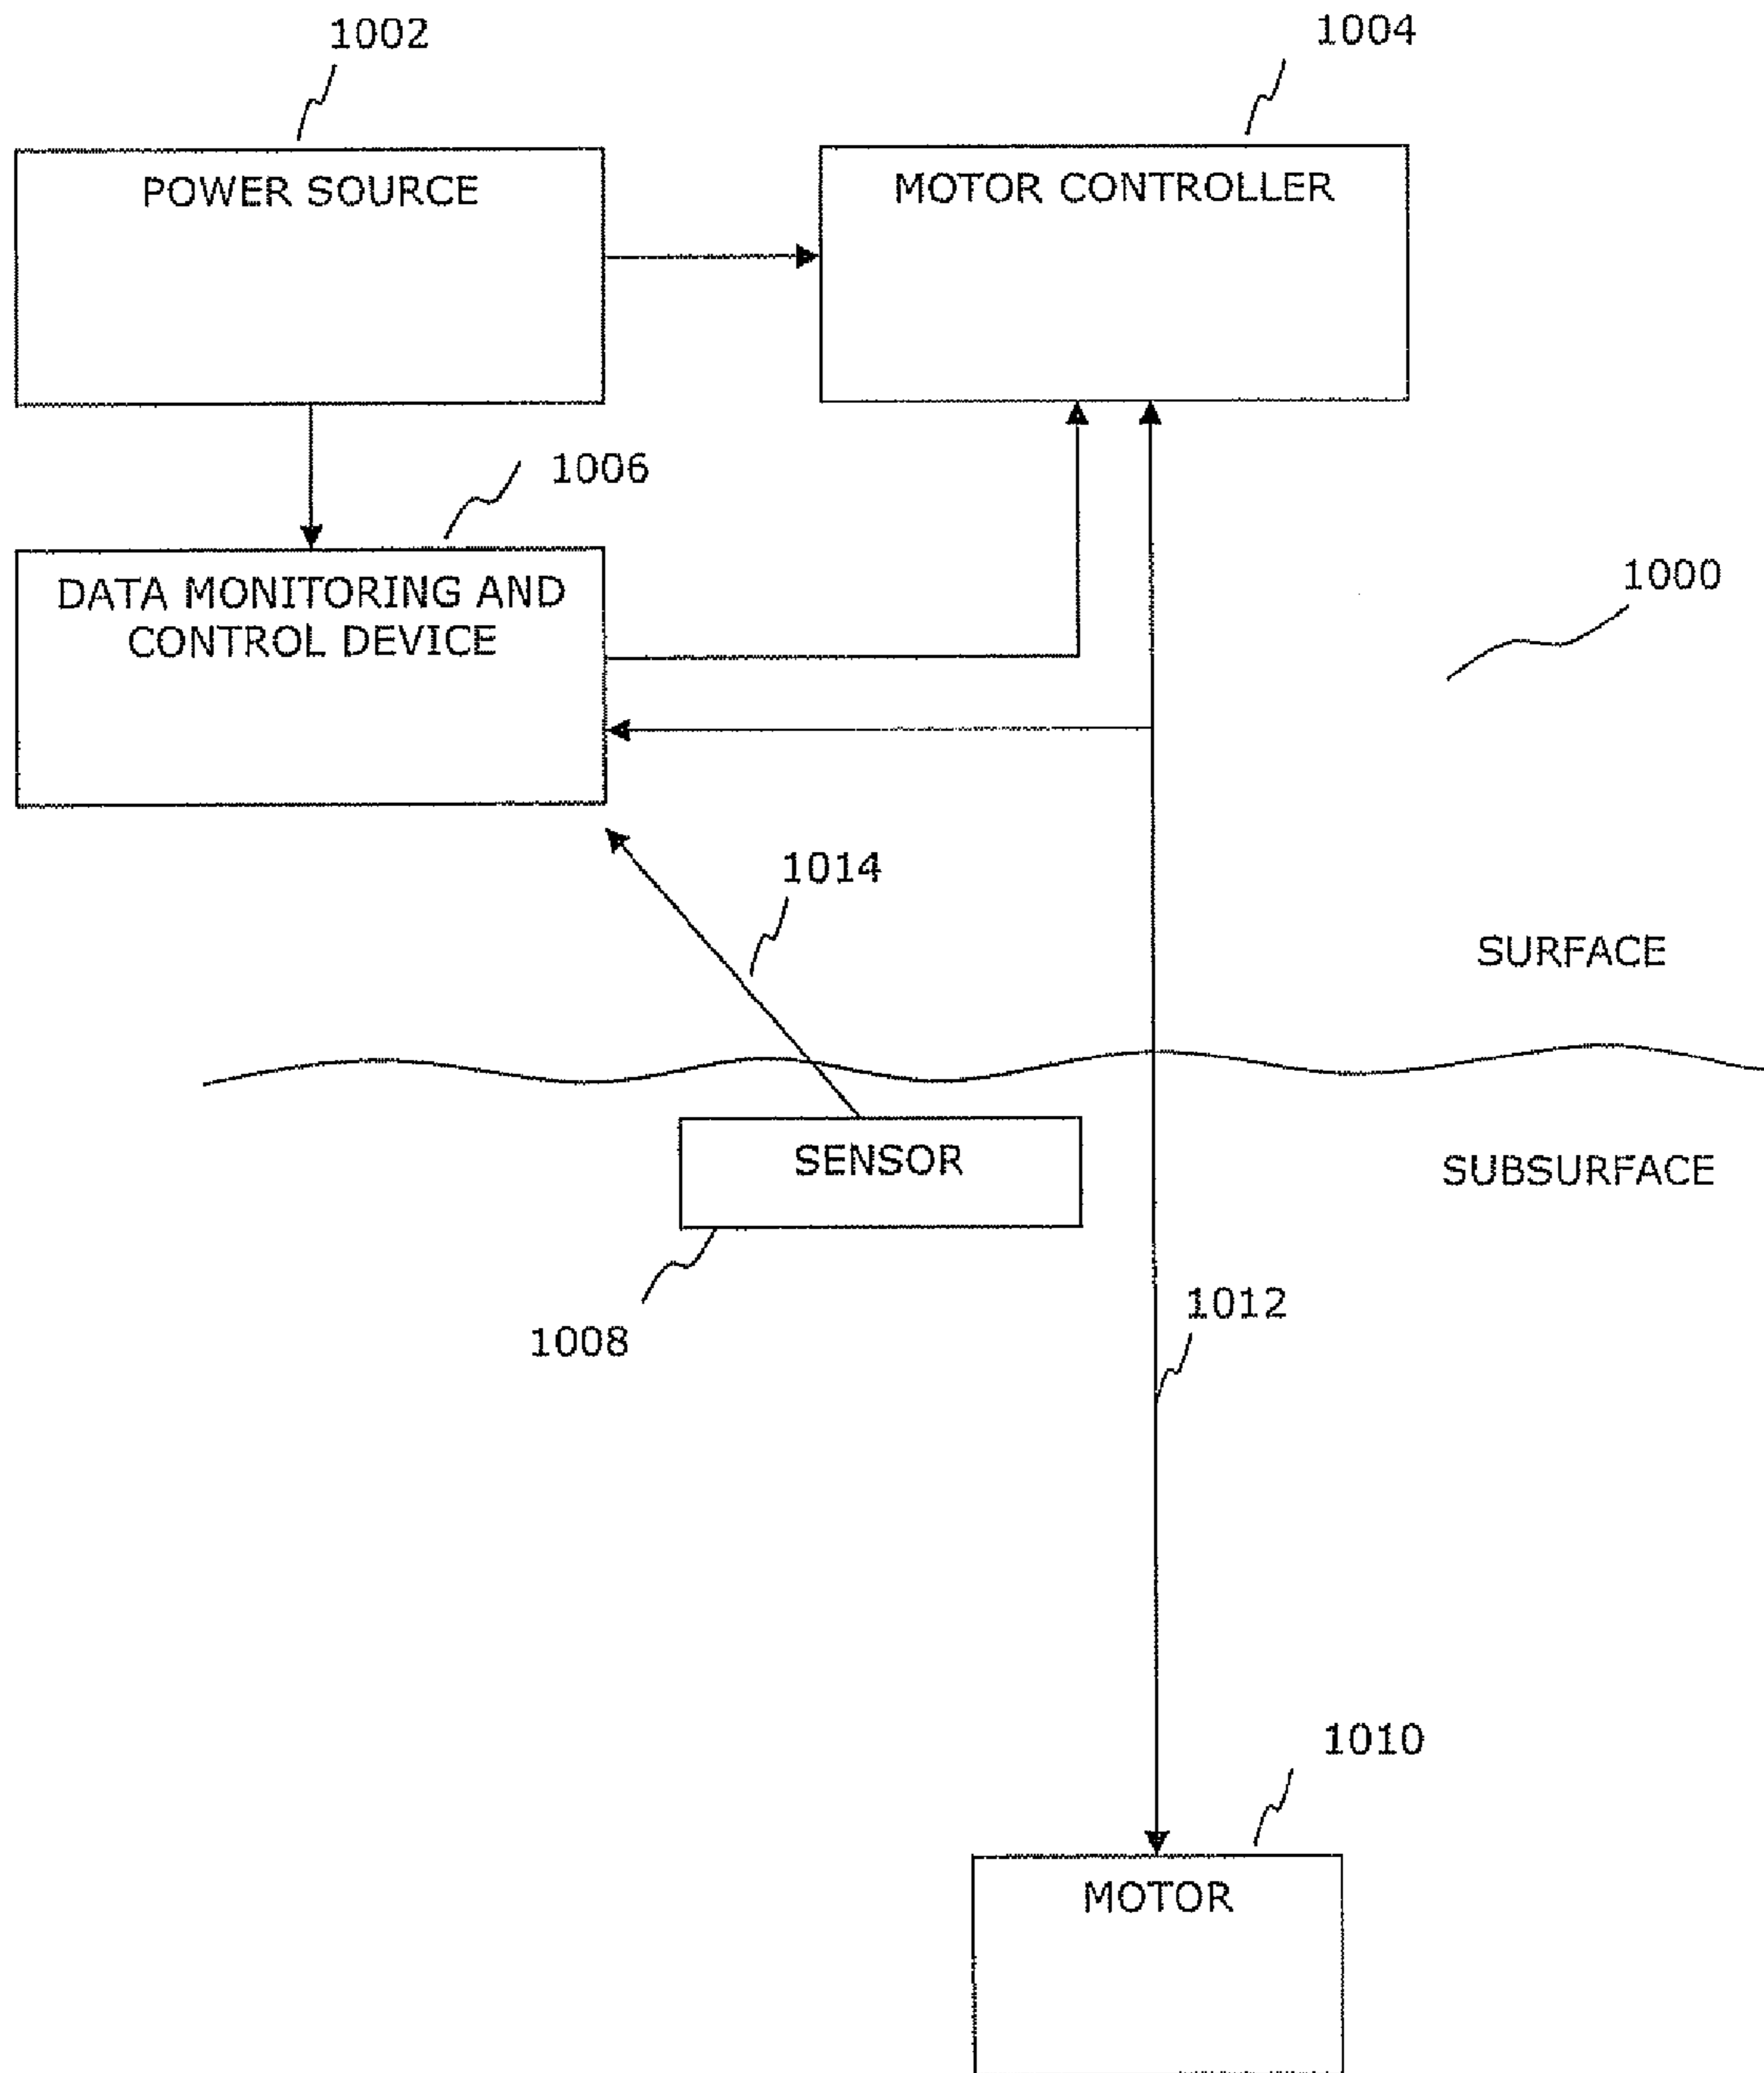 1002
1004
POWER SOURCE
MOTOR CONTROLLER
1006
DATA MONITORING AND
CONTROL DEVICE
1000
1014
SURFACE
SENSOR
SUBSURFACE
1008
1012
1010
MOTOR